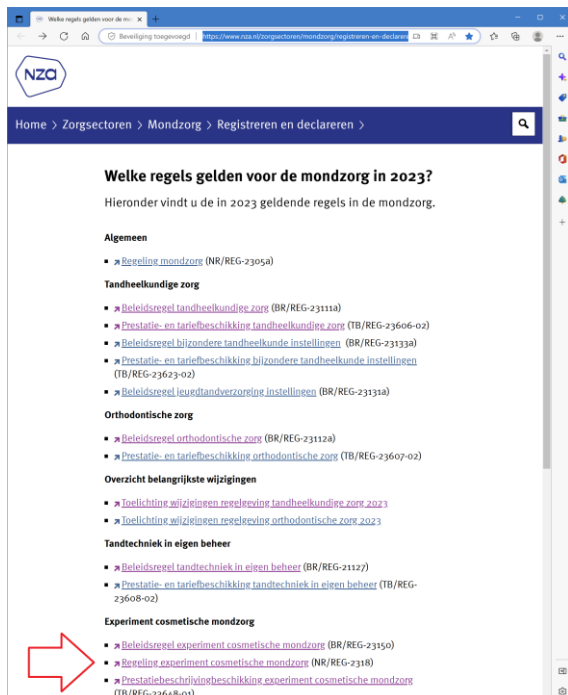 Welke regels gelden voor de mon
Beveiliging toegevoegd | https://www.nza.nl/zorgsectoren/mondzorg/registreren-en-declareren
NZa
Home > Zorgsectoren > Mondzorg > Registreren en declareren >
Welke regels gelden voor de mondzorg in 2023?
Hieronder vindt u de in 2023 geldende regels in de mondzorg.
Algemeen
Regeling mondzorg (NR/REG-2305a)
Tandheelkundige zorg
Beleidsregel tandheelkundige zorg (BR/REG-23111a)
Prestatie- en tariefbeschikking tandheelkundige zorg (TB/REG-23606-02)
Beleidsregel bijzondere tandheelkunde instellingen (BR/REG-23133a)
Prestatie- en tariefbeschikking bijzondere tandheelkunde instellingen
(TB/REG-23623-02)
Beleidsregel jeugdtandverzorging instellingen (BR/REG-23131a)
Orthodontische zorg
Beleidsregel orthodontische zorg (BR/REG-23112a)
Prestatie- en tariefbeschikking orthodontische zorg (TB/REG-23607-02)
Overzicht belangrijkste wijzigingen
Toelichting wijzigingen regelgeving tandheelkundige zorg 2023
Toelichting wijzigingen regelgeving orthodontische zorg 2023
Tandtechniek in eigen beheer
Beleidsregel tandtechniek in eigen beheer (BR/REG-21127)
Prestatie- en tariefbeschikking tandtechniek in eigen beheer (TB/REG-
23608-02)
Experiment cosmetische mondzorg
Beleidsregel experiment cosmetische mondzorg (BR/REG-23150)
Regeling experiment cosmetische mondzorg (NR/REG-2318)
Prestatiebeschrijvingbeschikking experiment cosmetische mondzorg
(TB/REG-23648-01)